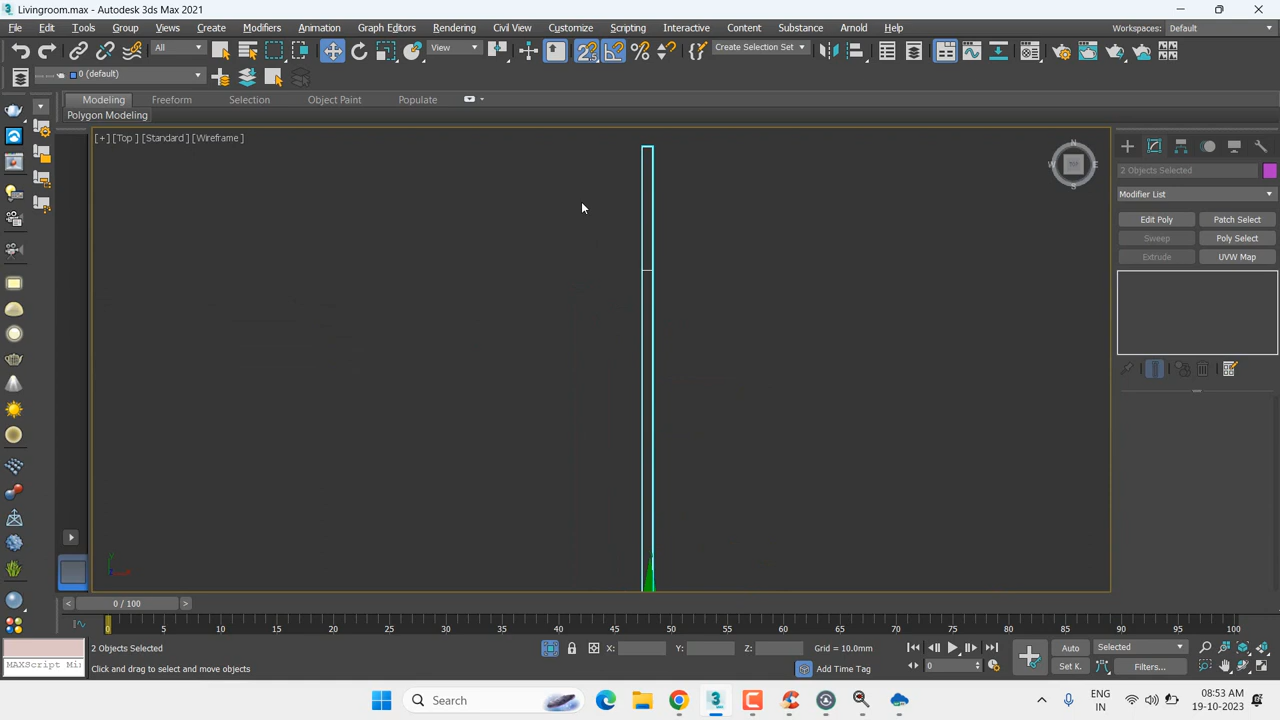 Livingroom.max - Autodesk 3ds Max 2021
File Edit Tools Group Views Create Modifiers Animation Graph Editors Rendering Civil View Customize Scripting Interactive Content Substance Arnold Help Workspaces: Default
All View Create Selection Set
0 (default)
Modeling Freeform Selection Object Paint Populate
Polygon Modeling
[+] [Top ] [Standard ] [Wireframe ]
N
W E
S
2 Objects Selected
Modifier List
Edit Poly Patch Select
Sweep Poly Select
Extrude UVW Map
y
< 0 / 100 >
0 5 10 15 20 25 30 35 40 45 50 55 60 65 70 75 80 85 90 95 100
2 Objects Selected X: Y: Z: Grid = 10.0mm Auto Selected
MAXScript Mi Click and drag to select and move objects Add Time Tag 0 Set K. Filters...
Search
ENG
IN
08:53 AM
19-10-2023